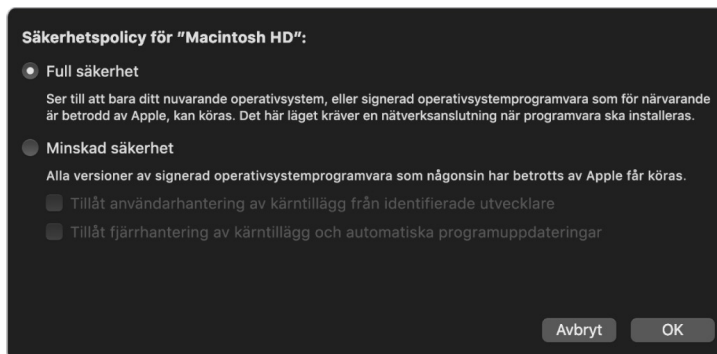 Säkerhetspolicy för ”Macintosh HD”:
Full säkerhet
Ser till att bara ditt nuvarande operativsystem, eller signerad operativsystemprogramvara som för närvarande
är betrodd av Apple, kan köras. Det här läget kräver en nätverksanslutning när programvara ska installeras.
Minskad säkerhet
Alla versioner av signerad operativsystemprogramvara som någonsin har betrotts av Apple får köras.
Tillåt användarhantering av kärntillägg från identifierade utvecklare
Tillåt fjärrhantering av kärntillägg och automatiska programuppdateringar
Avbryt OK